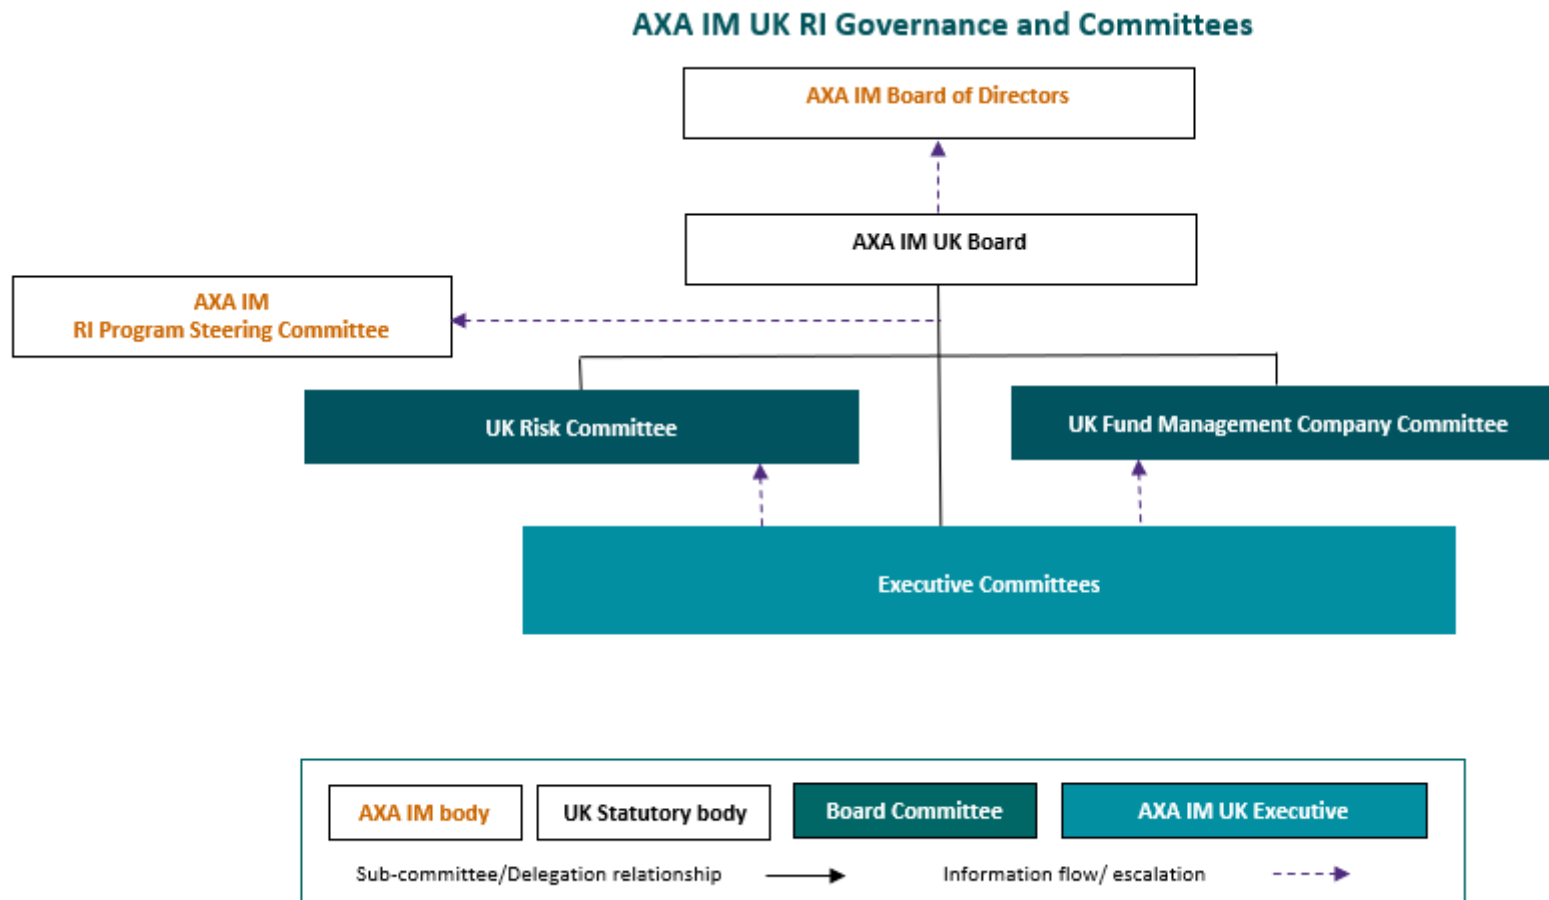 AXA IM UK RI Governance and Committees
AXA IM Board of Directors
AXA IM UK Board
AXA IM
RI Program Steering Committee
UK Risk Committee
UK Fund Management Company Committee
Executive Committees
AXA IM body
UK Statutory body
Board Committee
AXA IM UK Executive
Sub-committee/Delegation relationship
Information flow/ escalation